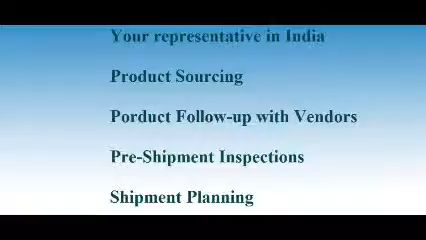 Your representative in India
Product Sourcing
Porduct Follow-up with Vendors
Pre-Shipment Inspections
Shipment Planning